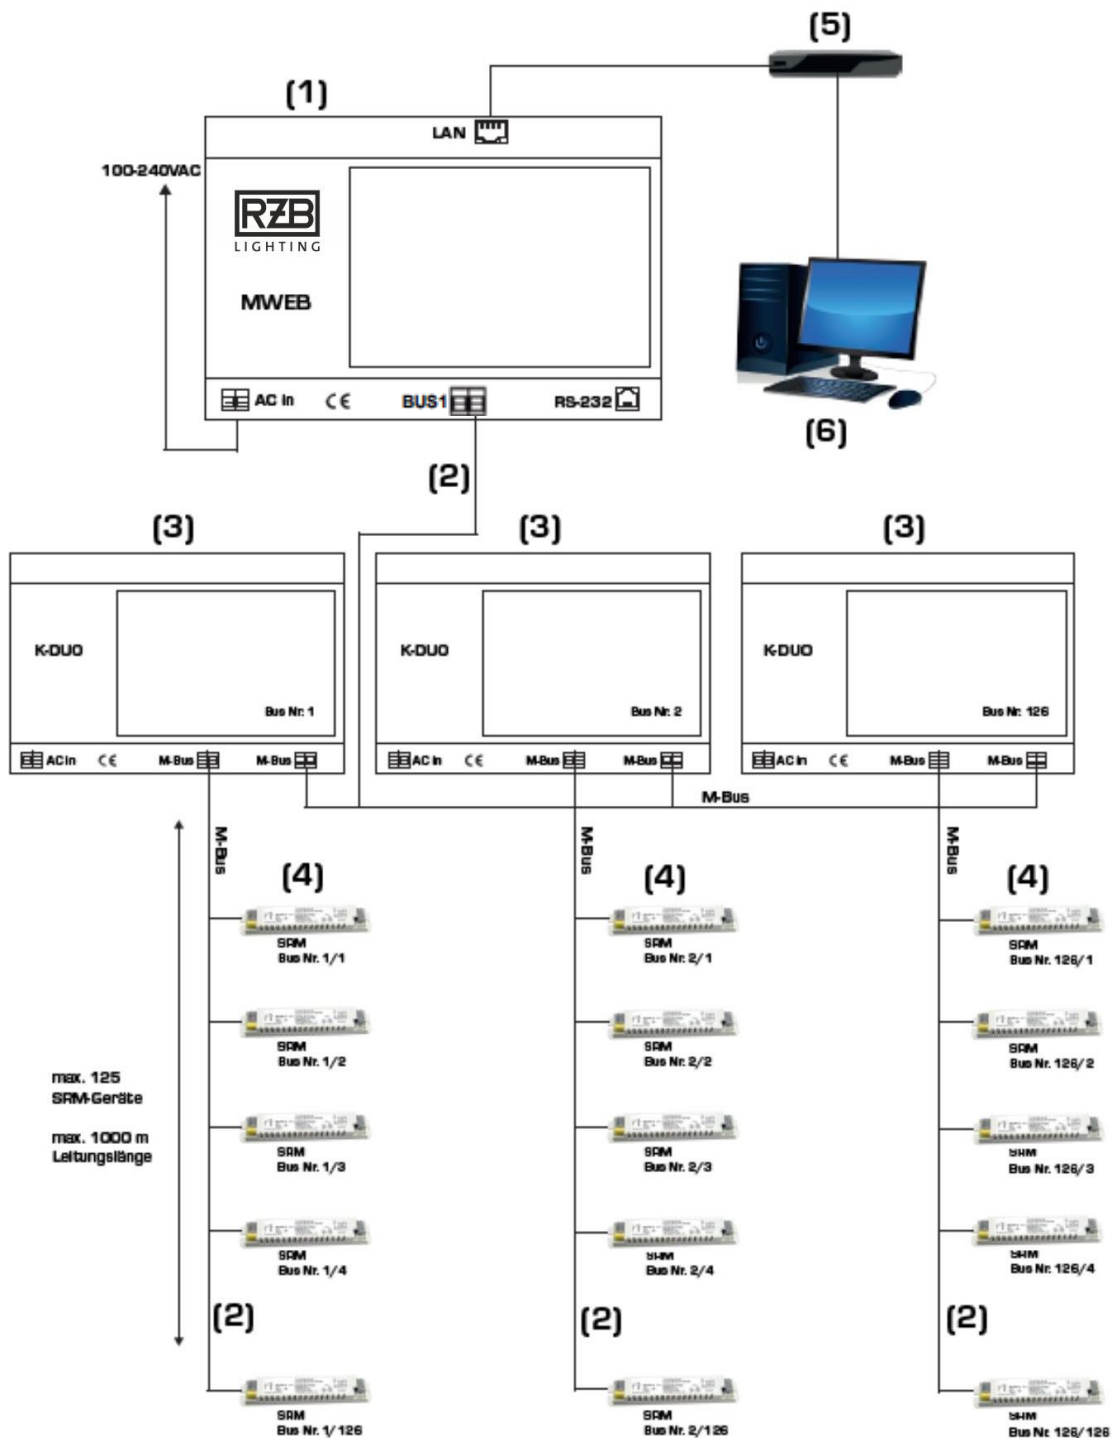 (5)
(1)
LAN
100-240VAC
RZB
LIGHTING
MWEB
AC In CE BUS1 RS-232
(6)
(2)
(3) (3) (3)
K-DUO K-DUO K-DUO
Bus Nr. 1 Bus Nr. 2 Bus Nr. 126
AC In CE M-Bus M-Bus AC In CE M-Bus M-Bus AC In CE M-Bus M-Bus
M-Bus
M-Bus M-Bus M-Bus
(4) (4) (4)
SRM SRM SRM
Bus Nr. 1/1 Bus Nr. 2/1 Bus Nr. 126/1
SRM SRM SRM
Bus Nr. 1/2 Bus Nr. 2/2 Bus Nr. 126/2
max. 125
SRM-Geräte
max. 1000 m
Leitungslänge
SRM SRM SRM
Bus Nr. 1/3 Bus Nr. 2/3 Bus Nr. 126/3
SRM SRM SRM
Bus Nr. 1/4 Bus Nr. 2/4 Bus Nr. 126/4
(2) (2) (2)
SRM SRM SRM
Bus Nr. 1/126 Bus Nr. 2/126 Bus Nr. 126/126